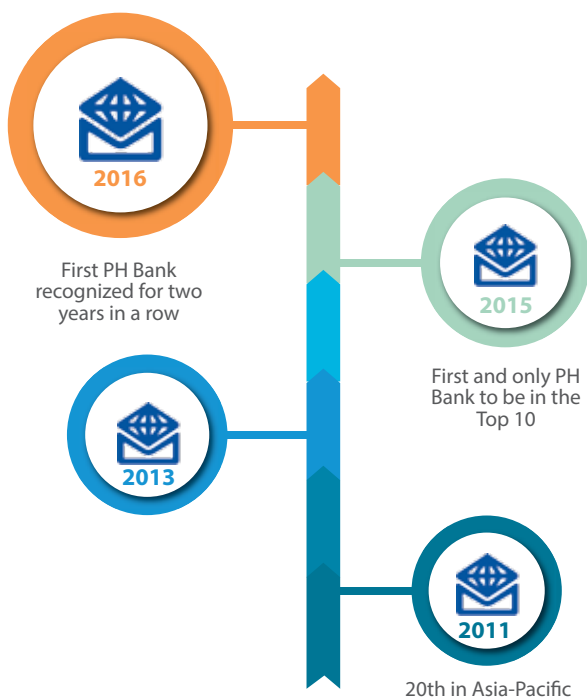 2016
First PH Bank
recognized for two
years in a row
2015
First and only PH
Bank to be in the
Top 10
2013
2011
20th in Asia-Pacific